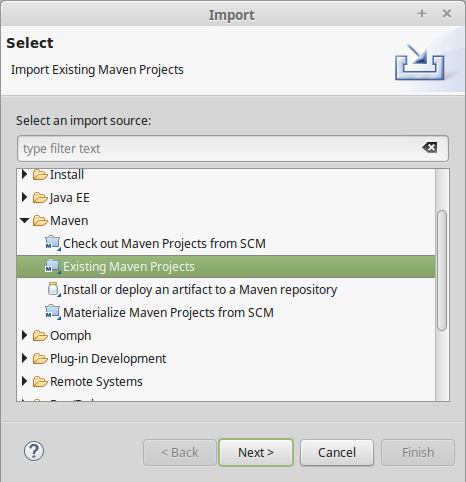 Import
Select
Import Existing Maven Projects
Select an import source:
type filter text
Install
Java EE
Maven
Check out Maven Projects from SCM
Existing Maven Projects
Install or deploy an artifact to a Maven repository
Materialize Maven Projects from SCM
Oomph
Plug-in Development
Remote Systems
< Back
Next >
Cancel
Finish